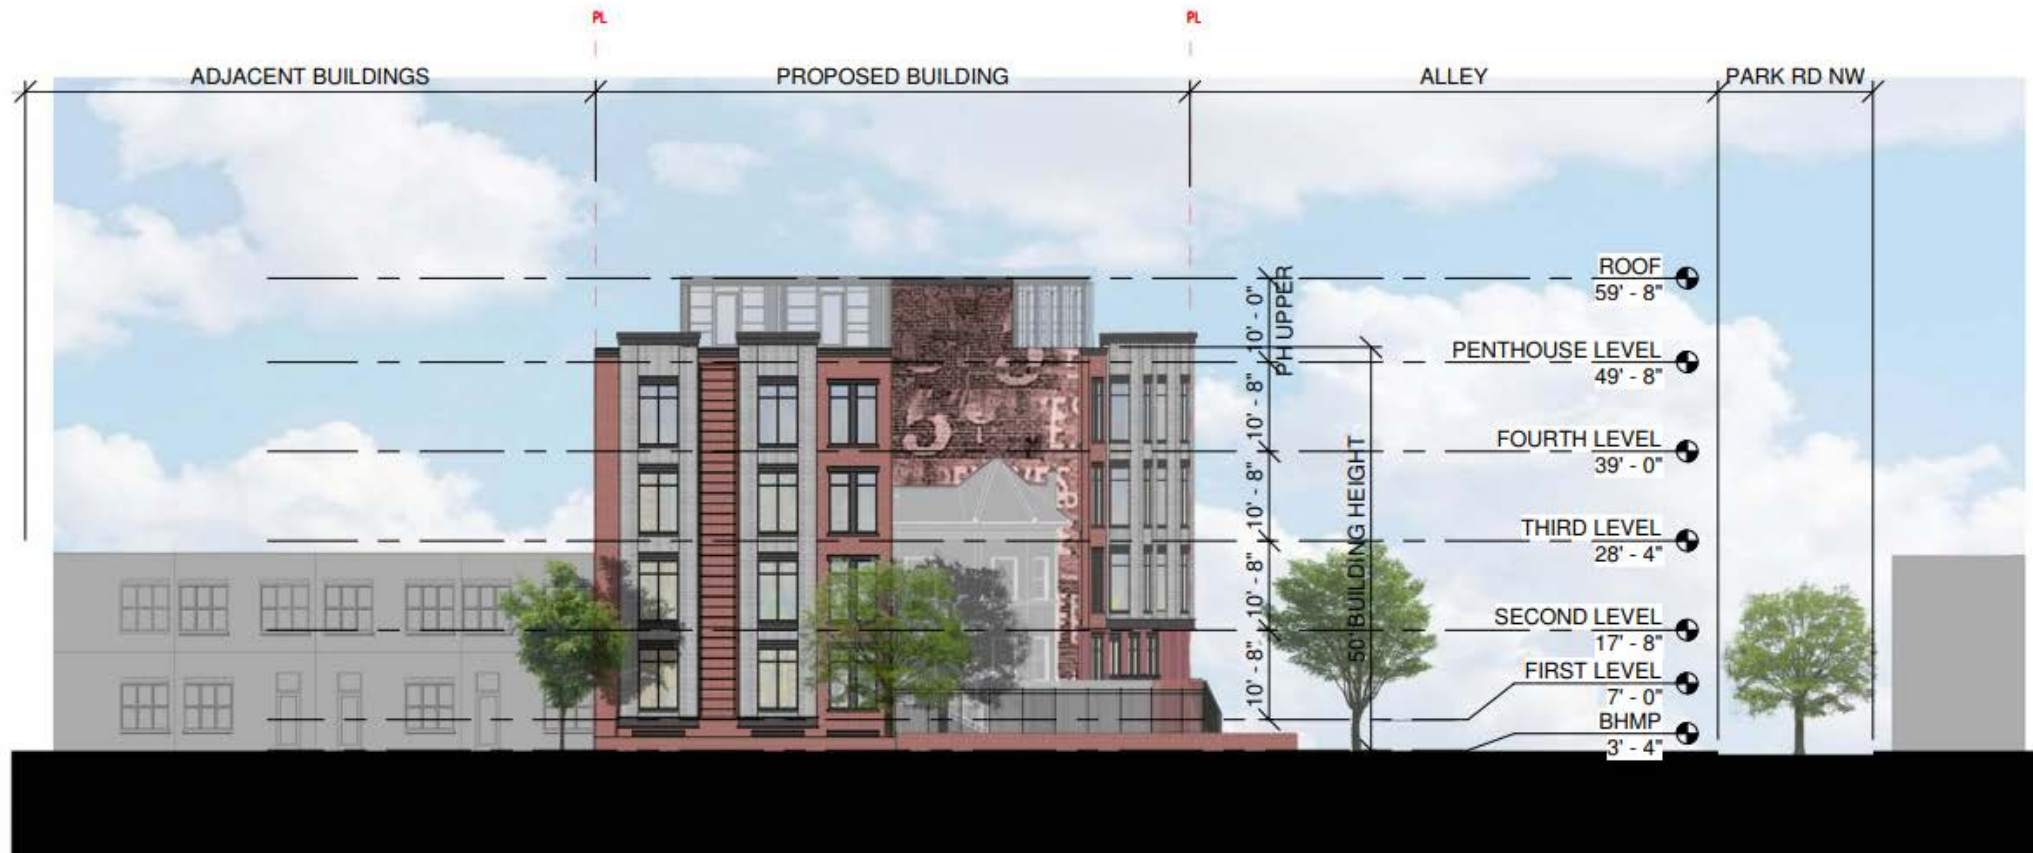 PL
PL
ADJACENT BUILDINGS
PROPOSED BUILDING
ALLEY
PARK RD NW
ROOF
59' - 8"
10' - 0"
PH UPPER
PENTHOUSE LEVEL
49' - 8"
10' - 8"
FOURTH LEVEL
39' - 0"
10' - 8"
50' BUILDING HEIGHT
THIRD LEVEL
28' - 4"
10' - 8"
SECOND LEVEL
17' - 8"
10' - 8"
FIRST LEVEL
7' - 0"
BHMP
3' - 4"
5